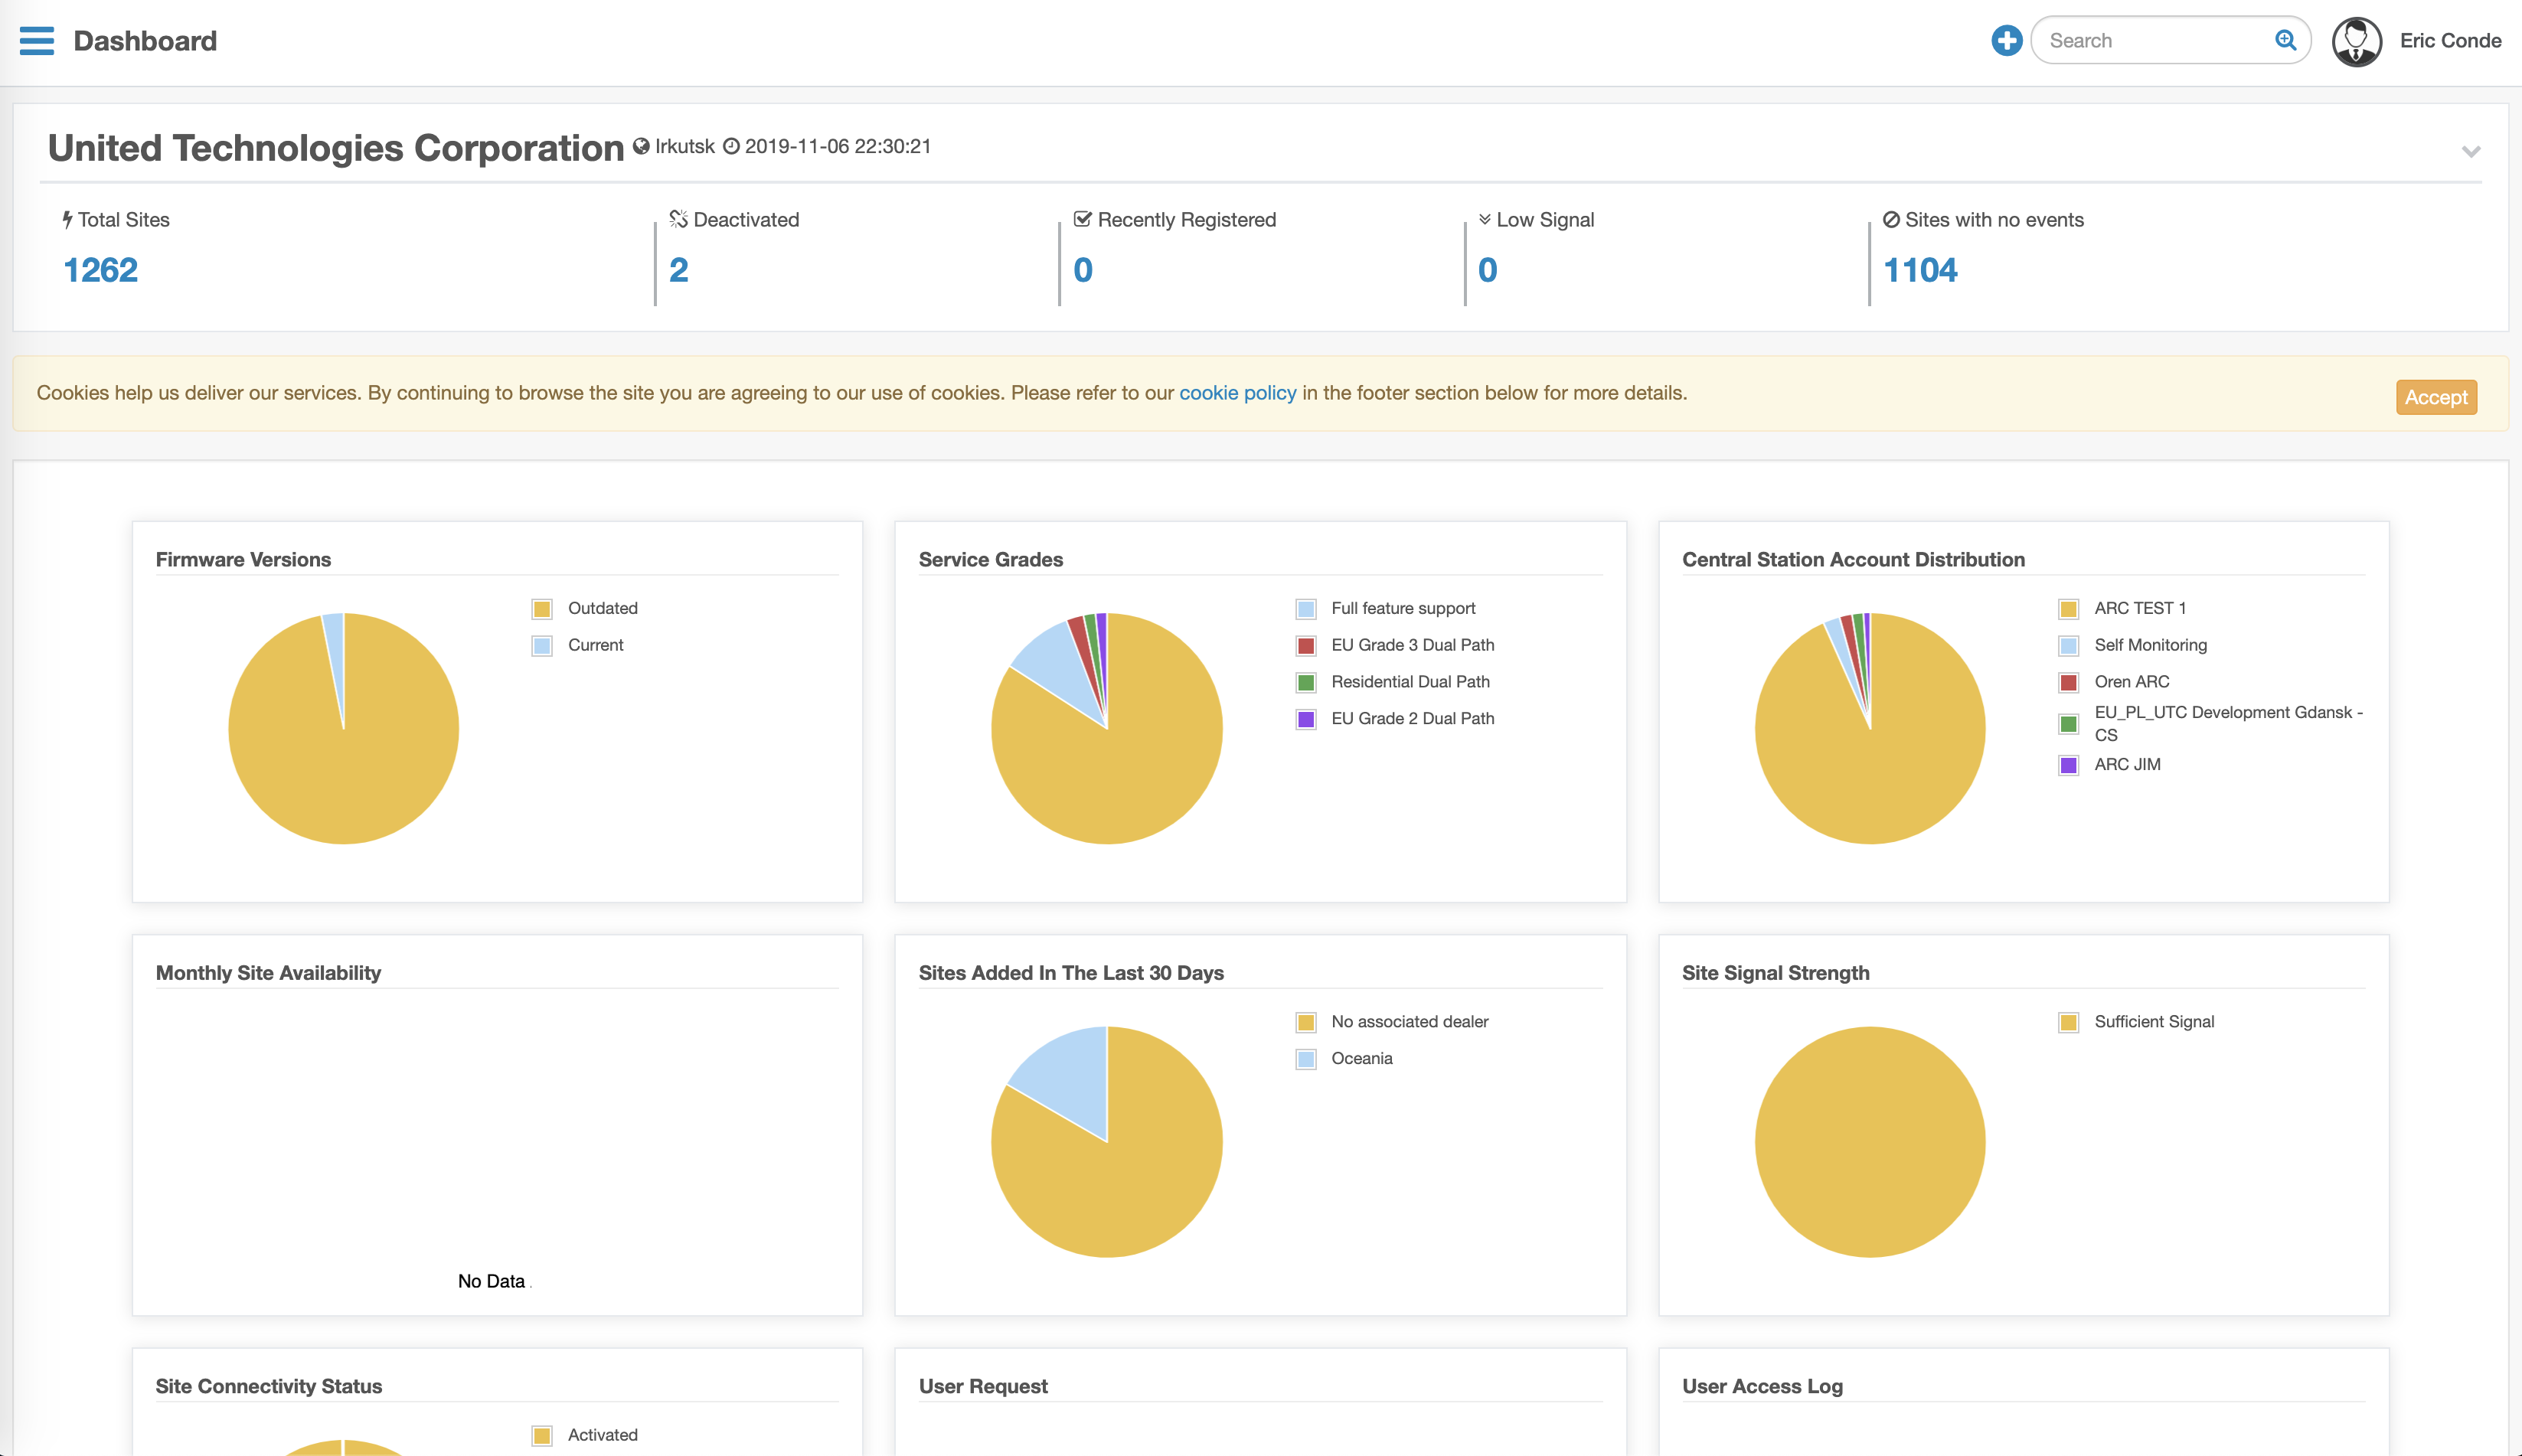 Dashboard
Search
Eric Conde
United Technologies Corporation Irkutsk 2019-11-06 22:30:21
Total Sites
1262
Deactivated
2
Recently Registered
0
Low Signal
0
Sites with no events
1104
Cookies help us deliver our services. By continuing to browse the site you are agreeing to our use of cookies. Please refer to our cookie policy in the footer section below for more details.
Accept
Firmware Versions
Outdated
Current
Service Grades
Full feature support
EU Grade 3 Dual Path
Residential Dual Path
EU Grade 2 Dual Path
Central Station Account Distribution
ARC TEST 1
Self Monitoring
Oren ARC
EU_PL_UTC Development Gdansk -
CS
ARC JIM
Monthly Site Availability
No Data
Sites Added In The Last 30 Days
No associated dealer
Oceania
Site Signal Strength
Sufficient Signal
Site Connectivity Status
Activated
User Request
User Access Log